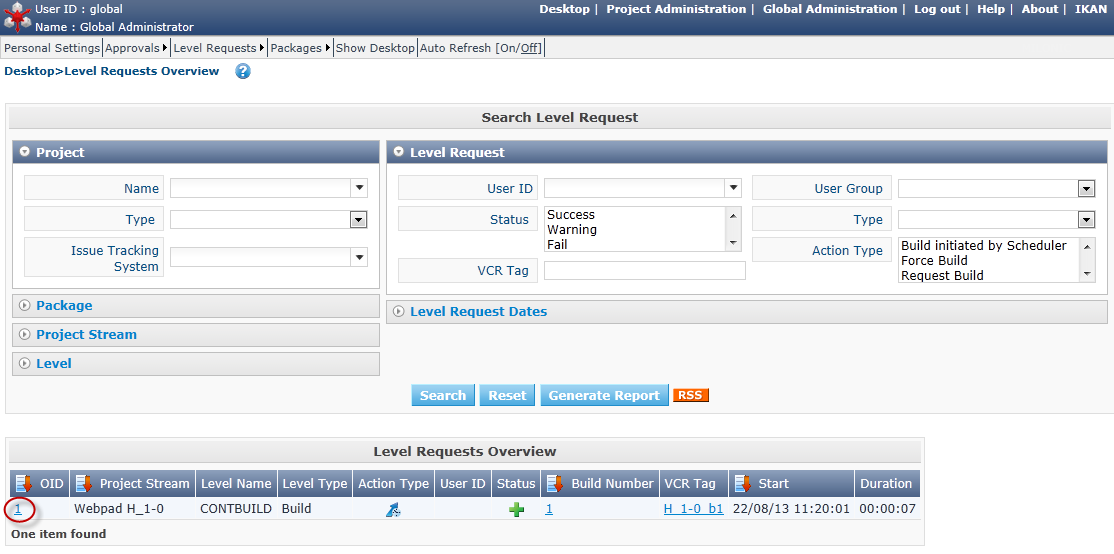 User ID : global
Name : Global Administrator
Desktop | Project Administration | Global Administration | Log out | Help | About | IKAN
Personal Settings Approvals Level Requests Packages Show Desktop Auto Refresh [On/Off]
Desktop>Level Requests Overview ?
Search Level Request
Project
Name
Type
Issue Tracking System
Package
Project Stream
Level
Level Request
User ID
User Group
Status
Success
Warning
Fail
Type
Action Type
Build initiated by Scheduler
Force Build
Request Build
VCR Tag
Level Request Dates
Search Reset Generate Report RSS
Level Requests Overview
OID Project Stream Level Name Level Type Action Type User ID Status Build Number VCR Tag Start Duration
1 Webpad H_1-0 CONTBUILD Build 1 H_1-0_b1 22/08/13 11:20:01 00:00:07
One item found